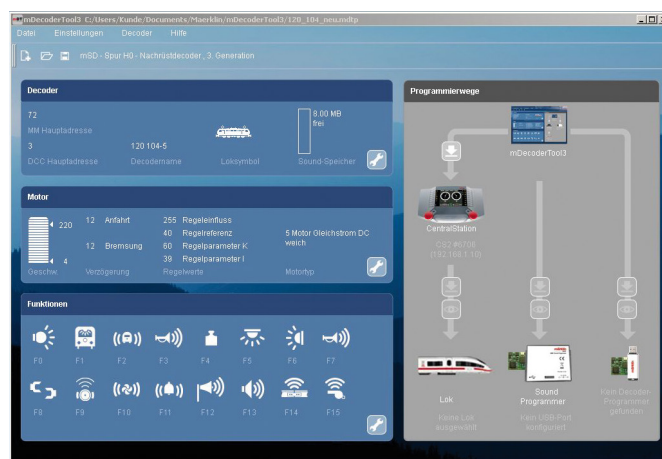 mDecoderTool3 C:/Users/Kunde/Documents/Maerklin/mDecoderTool3/120_104_neu.mdtp
Datei Einstellungen Decoder Hilfe
mSD - Spur H0 - Nachrüstdecoder, 3. Generation
Decoder
72
MM Hauptadresse
3
DCC Hauptadresse
120 104-5
Decodername
Loksymbol
8.00 MB
frei
Sound-Speicher
Motor
220
4
Geschw.
12 Anfahrt
12 Bremsung
Verzögerung
255 Regeleinfluss
40 Regelreferenz
60 Regelparameter K
39 Regelparameter I
Regelwerte
5 Motor Gleichstrom DC
weich
Motortyp
Funktionen
F0 F1 F2 F3 F4 F5 F6 F7
F8 F9 F10 F11 F12 F13 F14 F15
Programmierwege
mDecoderTool3
CentralStation
CS2 #6708
(192.168.1.10)
Lok
Keine Lok
ausgewählt
Sound
Programmer
Kein USB-Port
konfiguriert
Kein Decoder-
Programmer
gefunden